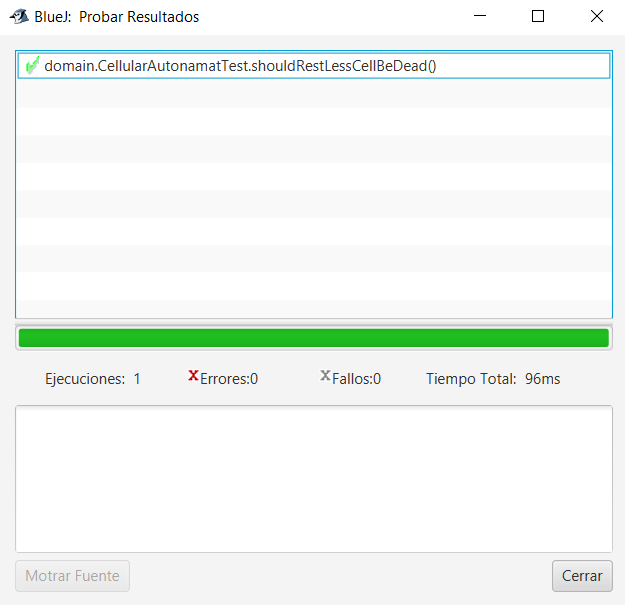 BlueJ:  Probar Resultados
domain.CellularAutonamatTest.shouldRestLessCellBeDead()
Ejecuciones:  1
Errores:0
Fallos:0
Tiempo Total:  96ms
Motrar Fuente
Cerrar